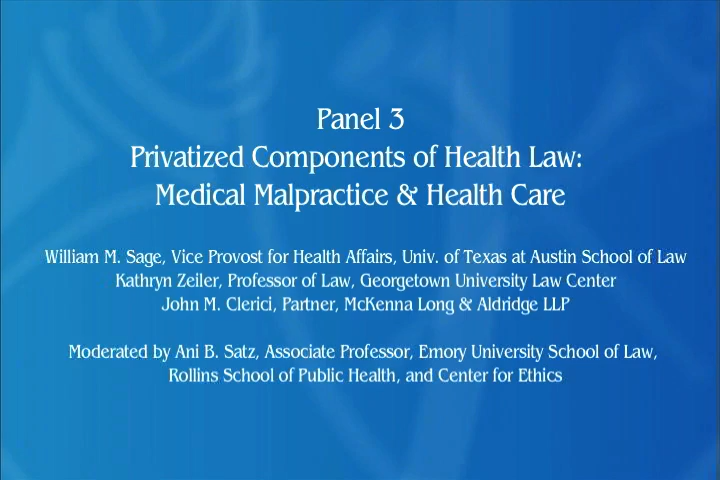 Panel 3
Privatized Components of Health Law:
Medical Malpractice & Health Care
William M. Sage, Vice Provost for Health Affairs, Univ. of Texas at Austin School of Law
Kathryn Zeiler, Professor of Law, Georgetown University Law Center
John M. Clerici, Partner, McKenna Long & Aldridge LLP
Moderated by Ani B. Satz, Associate Professor, Emory University School of Law,
Rollins School of Public Health, and Center for Ethics